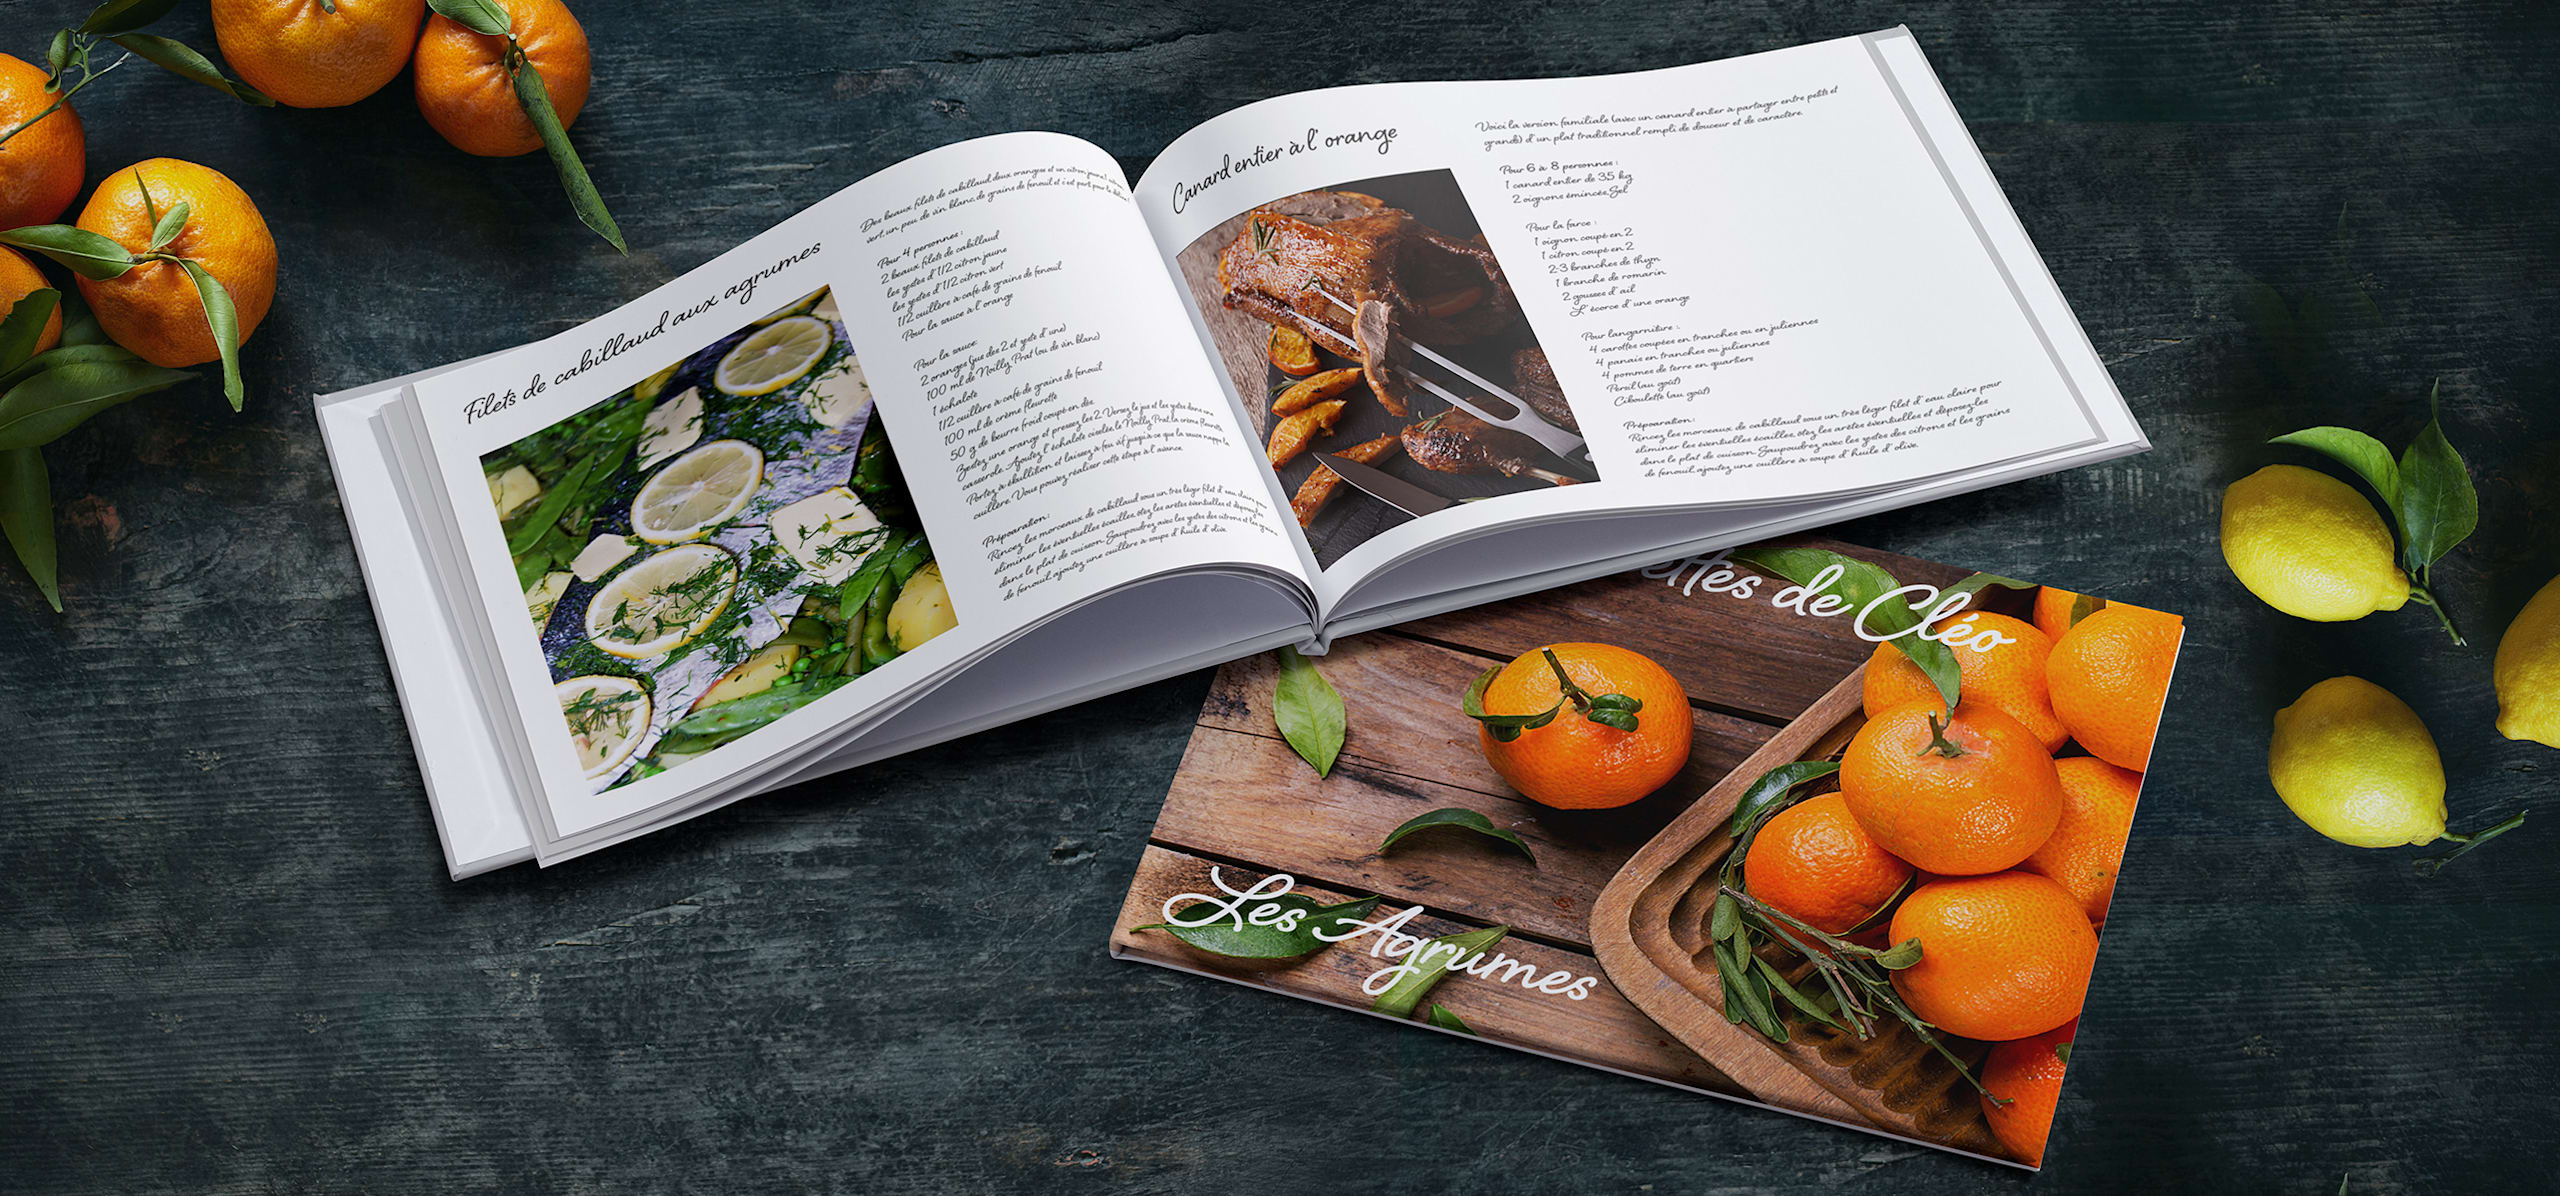 Filets de cabillaud aux agrumes
Des beaux filets de cabillaud deux oranges et un citron jaune
vert, un peu de vin blanc, de grains de fenouil et c'est parti pour le
Pour 4 personnes :
2 beaux filets de cabillaud
les zestes d' 1/2 citron jaune
les zestes d' 1/2 citron vert
1/2 cuillère à café de grains de fenouil
Pour la sauce à l' orange
Pour la sauce:
2 oranges (jus des 2 et zeste d' une)
100 ml de Noilly Prat (ou de vin blanc)
1 échalote
1/2 cuillère à café de grains de fenouil
100 ml de crème fleurette
50 g de beurre froid coupé en dés.
Zestez une orange et pressez les 2. Versez le jus et les zestes dans une
casserole. Ajoutez l' échalote ciselée, le Noilly Prat, la crème fleurette
Portez à ébullition et laissez à feu vif jusqu'à ce que la sauce nappe la
cuillère. Vous pouvez réaliser cette étape à l' avance.
Prépoaration :
Rincez les morceaux de cabillaud sous un très léger filet d' eau claire pour
éliminer les éventuelles écailles, ôtez les arêtes éventuelles et déposez-les
dans le plat de cuisson. Saupoudrez avec les zestes des citrons et les grains
de fenouil, ajoutez une cuillère à soupe d' huile d' olive.
Canard entier à l' orange
Voici la version familiale (avec un canard entier à partager entre petits et
grands) d' un plat traditionnel rempli de douceur et de caractère.
Pour 6 à 8 personnes :
1 canard entier de 3.5 kg
2 oignons émincés,Sel
Pour la farce :
1 oignon coupé en 2
1 citron coupé en 2
2-3 branches de thym
1 branche de romarin
2 gousses d' ail
L' écorce d' une orange
Pour langarniture :
4 carottes coupées en tranches ou en juliennes
4 panais en tranches ou juliennes
4 pommes de terre en quartiers
Persil (au goût)
Ciboulette (au goût)
Prépoaration :
Rincez les morceaux de cabillaud sous un très léger filet d' eau claire pour
éliminer les éventuelles écailles, ôtez les arêtes éventuelles et déposez-les
dans le plat de cuisson. Saupoudrez avec les zestes des citrons et les grains
de fenouil, ajoutez une cuillère à soupe d' huile d' olive.
ettes de Cléo
Les Agrumes